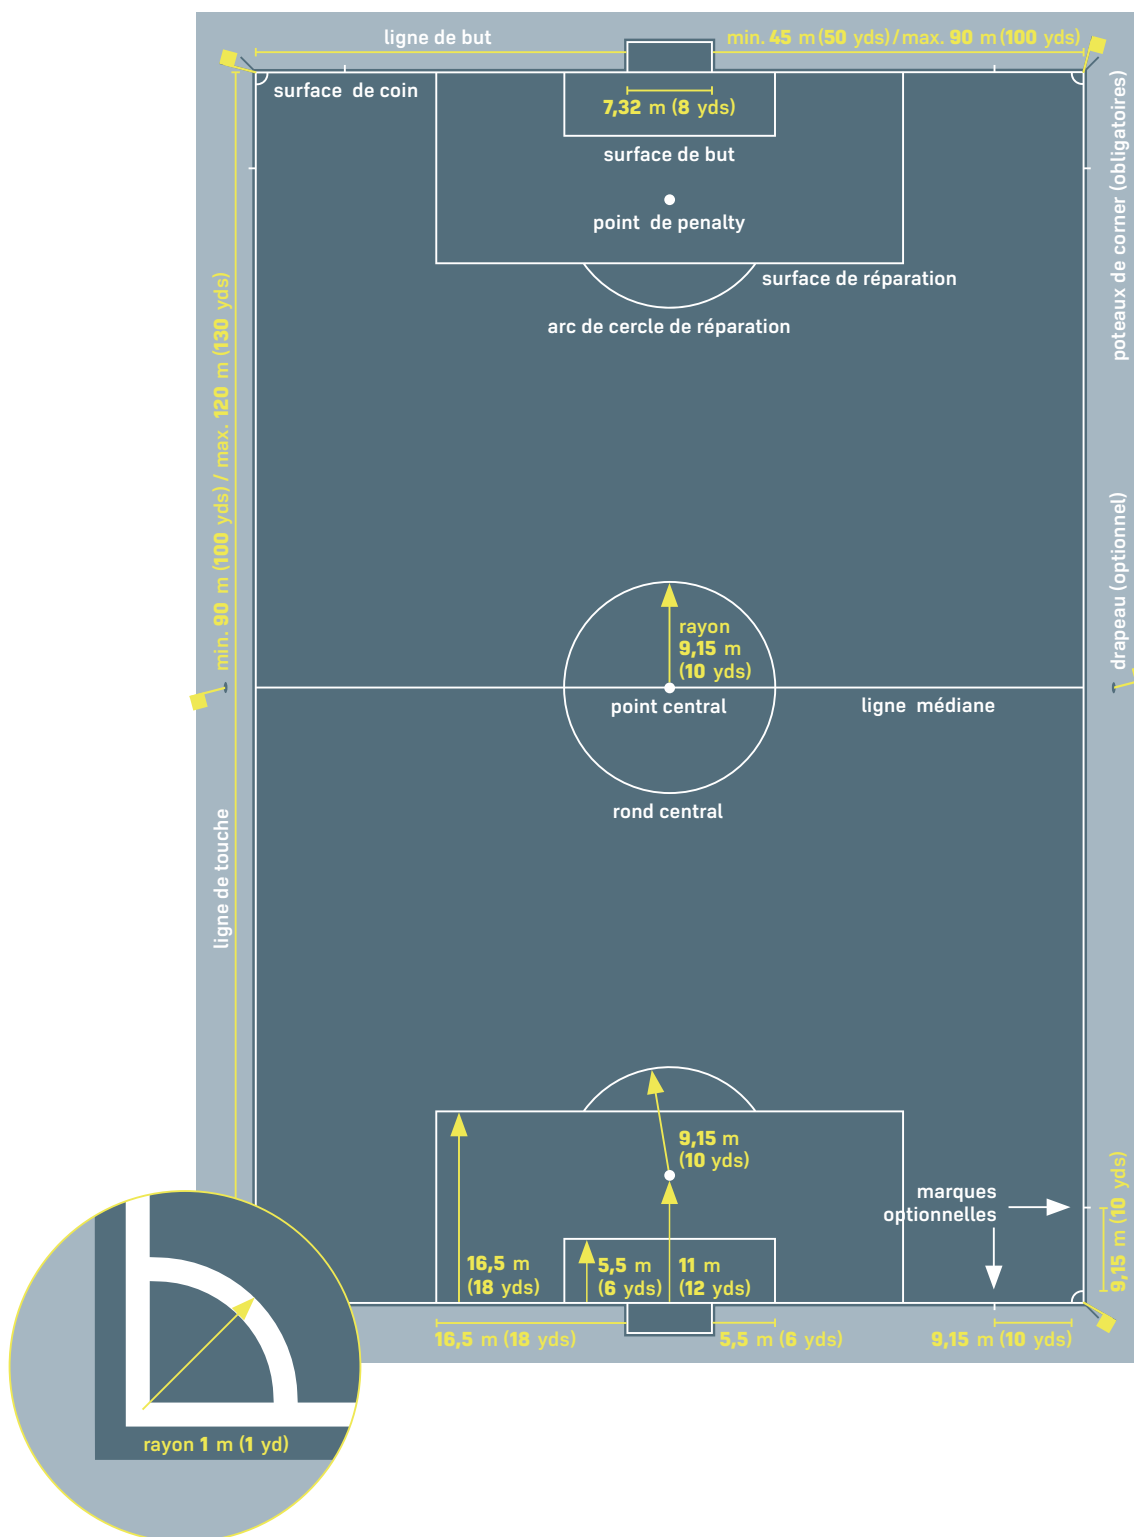 ligne de but
min. 45 m (50 yds) / max. 90 m (100 yds)
surface de coin
7,32 m (8 yds)
surface de but
point de penalty
surface de réparation
arc de cercle de réparation
poteaux de corner (obligatoires)
min. 90 m (100 yds) / max. 120 m (130 yds)
drapeau (optionnel)
rayon
9,15 m
(10 yds)
point central
ligne médiane
rond central
ligne de touche
9,15 m
(10 yds)
marques
optionnelles
9,15 m (10 yds)
16,5 m
(18 yds)
5,5 m
(6 yds)
11 m
(12 yds)
16,5 m (18 yds)
5,5 m (6 yds)
9,15 m (10 yds)
rayon 1 m (1 yd)